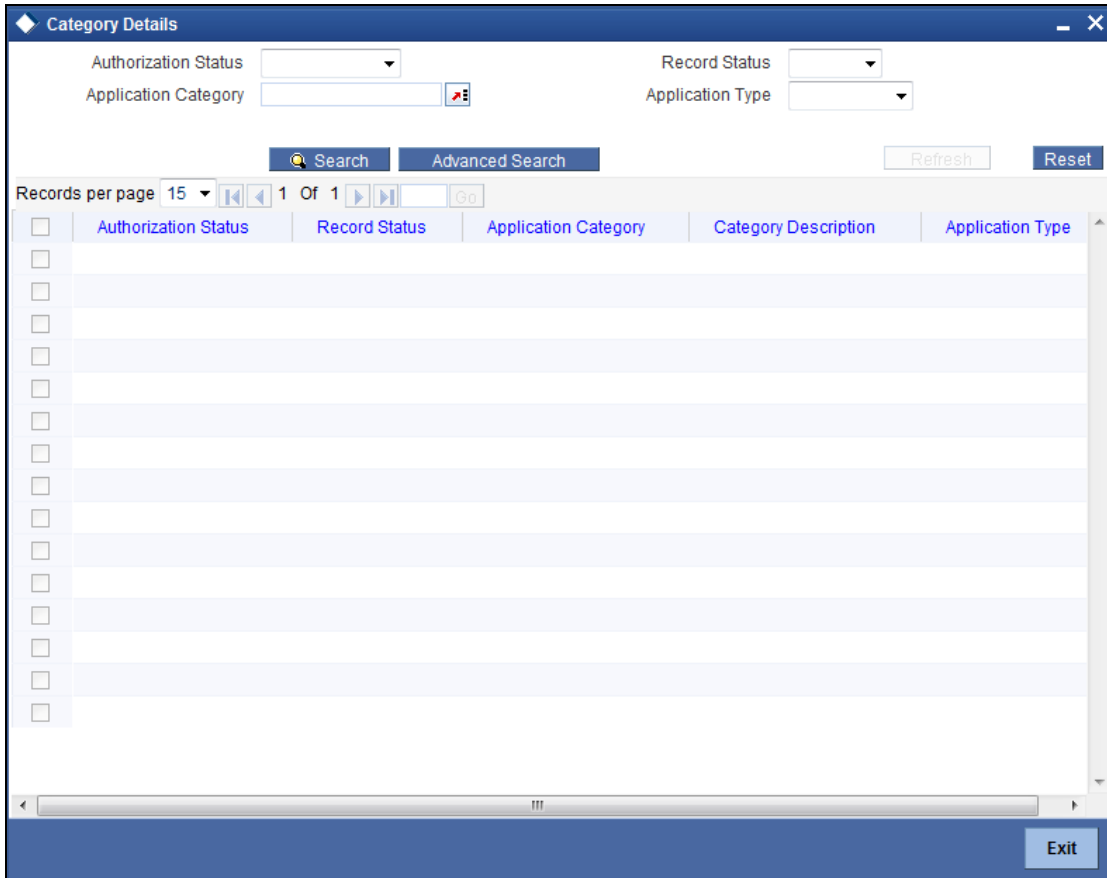 Category Details
Authorization Status Record Status
Application Category Application Type
Search Advanced Search Refresh Reset
Records per page 15 1 Of 1 Go
Authorization Status Record Status Application Category Category Description Application Type
Exit